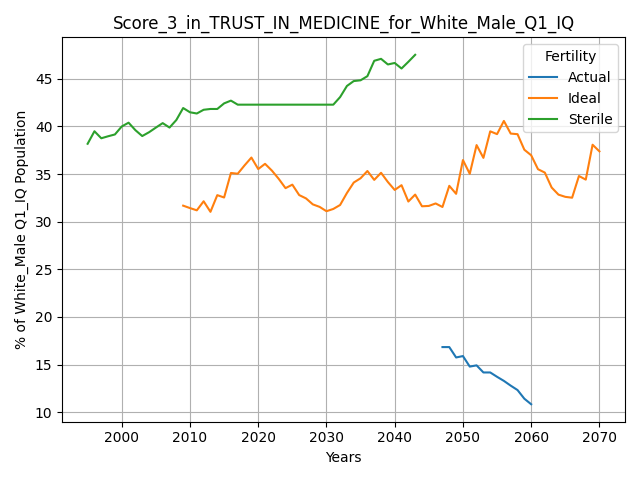 Score_3_in_TRUST_IN_MEDICINE_for_White_Male_Q1_IQ
% of White_Male Q1_IQ Population
45
40
35
30
25
20
15
10
Fertility
Actual
Ideal
Sterile
2000 2010 2020 2030 2040 2050 2060 2070
Years